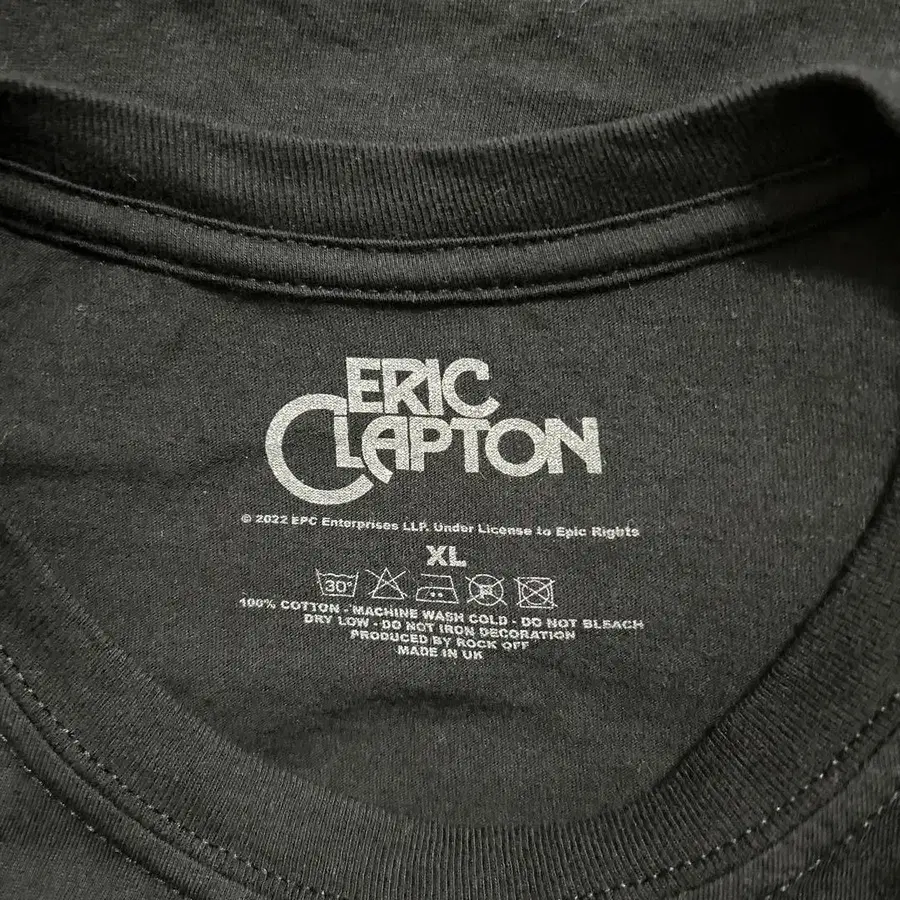 ERIC
CLAPTON
© 2022 EPC Enterprises LLP. Under License to Epic Rights
XL
30°
P
100% COTTON - MACHINE WASH COLD - DO NOT BLEACH
DRY LOW - DO NOT IRON DECORATION
PRODUCED BY ROCK OFF
MADE IN UK